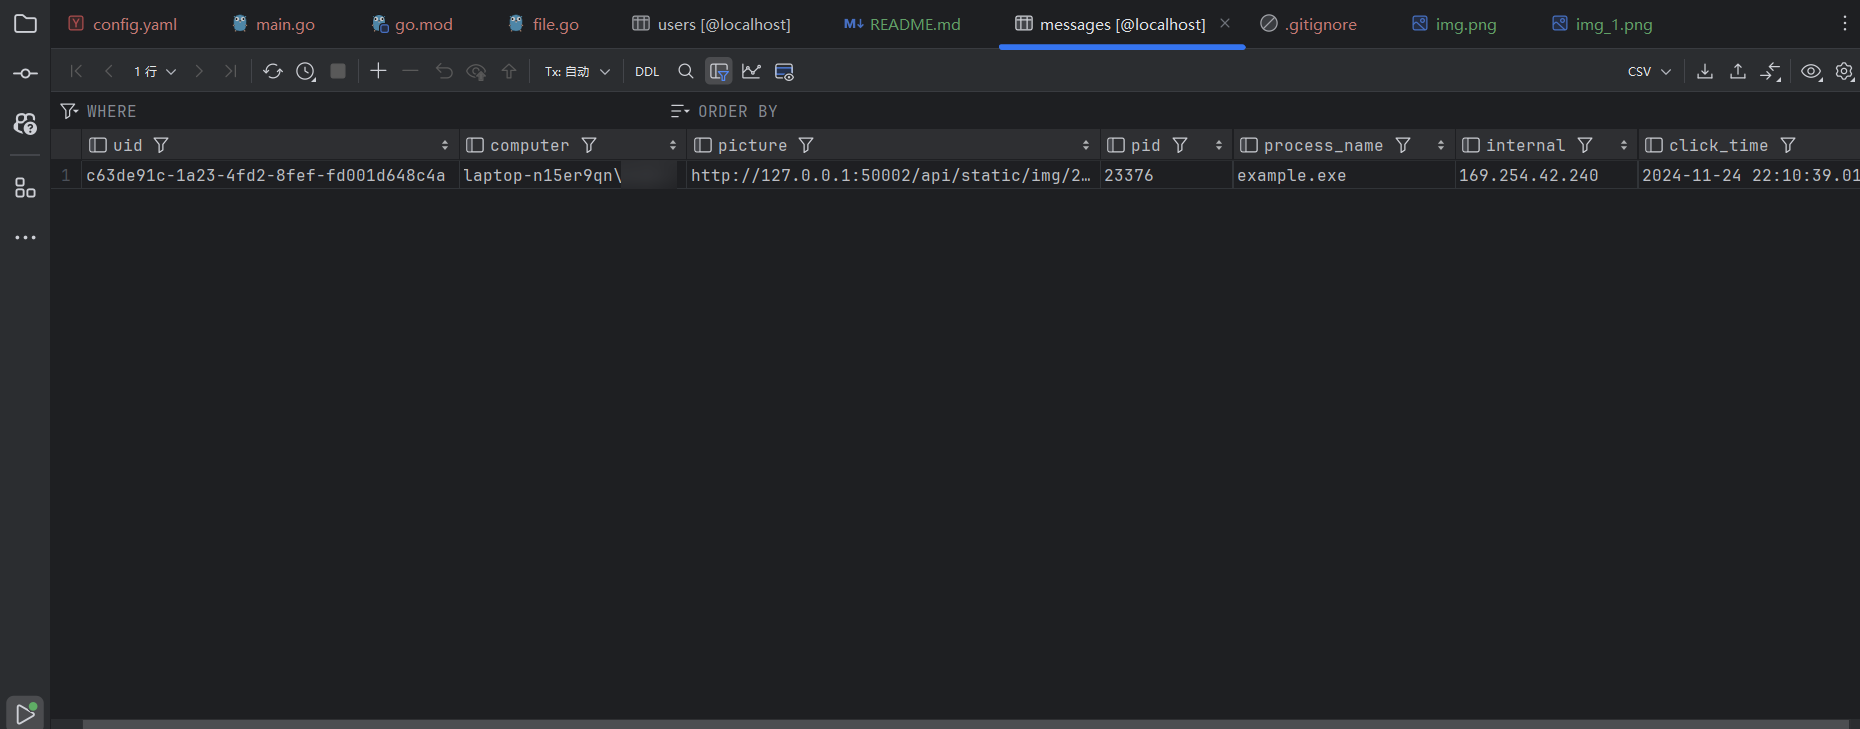 config.yaml main.go go.mod file.go users [@localhost] README.md messages [@localhost] .gitignore img.png img_1.png
1 行 Tx: 自动 DDL CSV
WHERE ORDER BY
uid computer picture pid process_name internal click_time
1 c63de91c-1a23-4fd2-8fef-fd001d648c4a laptop-n15er9qn\ http://127.0.0.1:50002/api/static/img/2… 23376 example.exe 169.254.42.240 2024-11-24 22:10:39.01